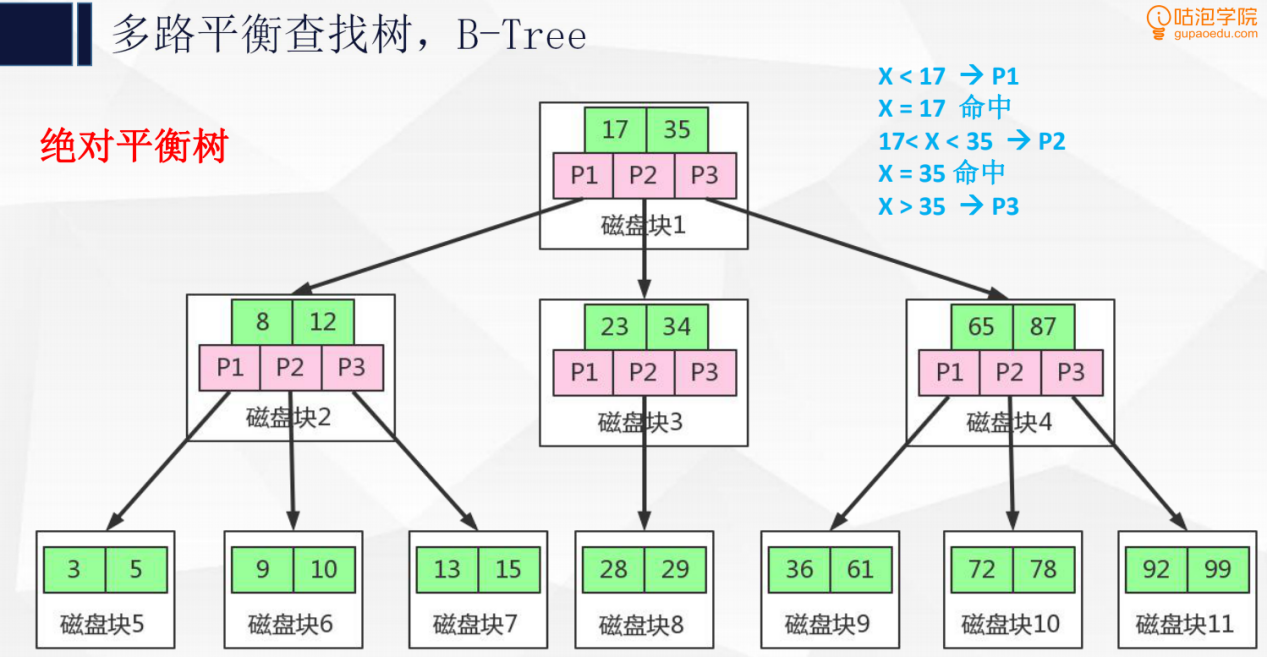 多路平衡查找树，B-Tree
咕泡学院
gupaoedu.com
绝对平衡树
X < 17 → P1
X = 17 命中
17< X < 35 → P2
X = 35 命中
X > 35 → P3
17 35
P1 P2 P3
磁盘块1
8 12
P1 P2 P3
磁盘块2
23 34
P1 P2 P3
磁盘块3
65 87
P1 P2 P3
磁盘块4
3 5
磁盘块5
9 10
磁盘块6
13 15
磁盘块7
28 29
磁盘块8
36 61
磁盘块9
72 78
磁盘块10
92 99
磁盘块11